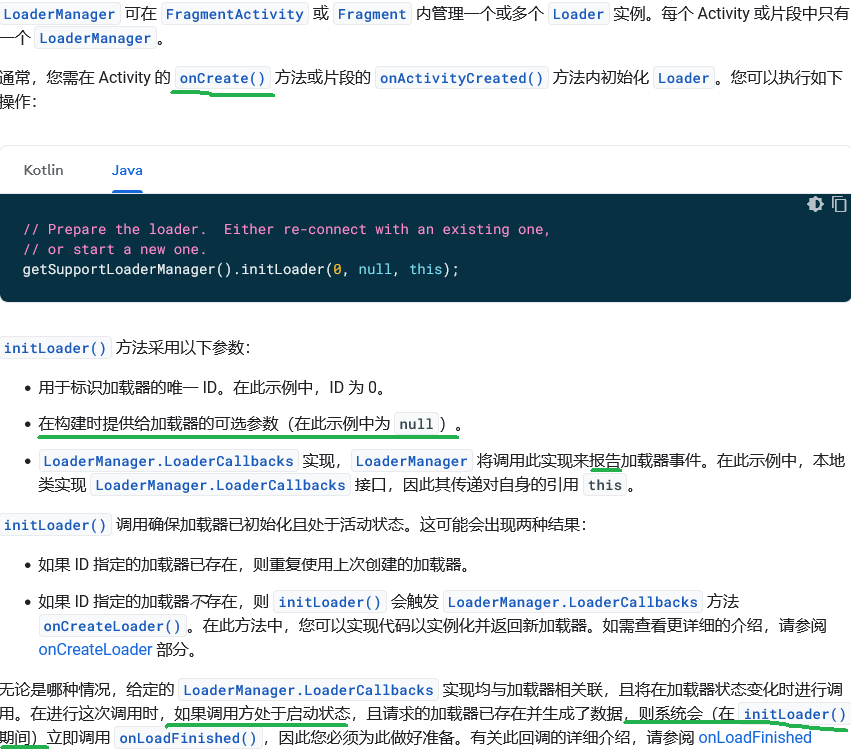 LoaderManager 可在 FragmentActivity 或 Fragment 内管理一个或多个 Loader 实例。每个 Activity 或片段中只有
一个 LoaderManager。
通常，您需在 Activity 的 onCreate() 方法或片段的 onActivityCreated() 方法内初始化 Loader。您可以执行如下
操作：
Kotlin Java
// Prepare the loader.  Either re-connect with an existing one,
// or start a new one.
getSupportLoaderManager().initLoader(0, null, this);
initLoader() 方法采用以下参数：
• 用于标识加载器的唯一 ID。在此示例中，ID 为 0。
• 在构建时提供给加载器的可选参数（在此示例中为 null）。
• LoaderManager.LoaderCallbacks 实现，LoaderManager 将调用此实现来报告加载器事件。在此示例中，本地
类实现 LoaderManager.LoaderCallbacks 接口，因此其传递对自身的引用 this。
initLoader() 调用确保加载器已初始化且处于活动状态。这可能会出现两种结果：
• 如果 ID 指定的加载器已存在，则重复使用上次创建的加载器。
• 如果 ID 指定的加载器不存在，则 initLoader() 会触发 LoaderManager.LoaderCallbacks 方法
onCreateLoader()。在此方法中，您可以实现代码以实例化并返回新加载器。如需查看更详细的介绍，请参阅
onCreateLoader 部分。
无论是哪种情况，给定的 LoaderManager.LoaderCallbacks 实现均与加载器相关联，且将在加载器状态变化时进行调
用。在进行这次调用时，如果调用方处于启动状态，且请求的加载器已存在并生成了数据，则系统会（在 initLoader()
期间）立即调用 onLoadFinished()，因此您必须为此做好准备。有关此回调的详细介绍，请参阅 onLoadFinished